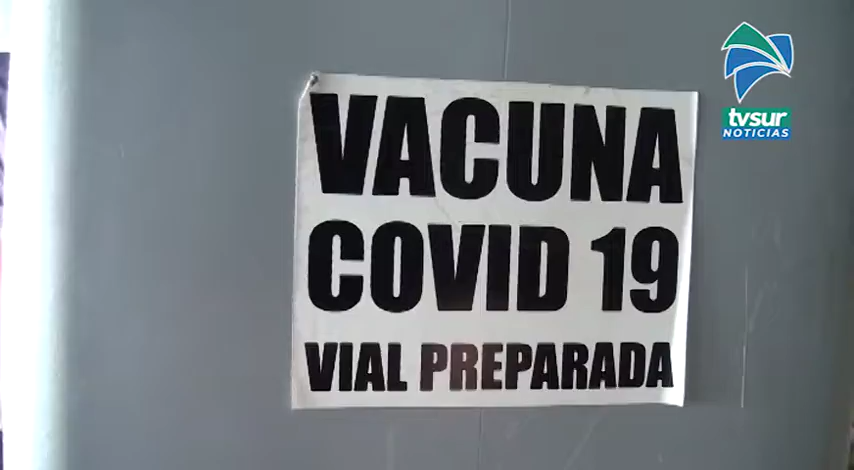 VACUNA
COVID 19
VIAL PREPARADA
tvsur
NOTICIAS